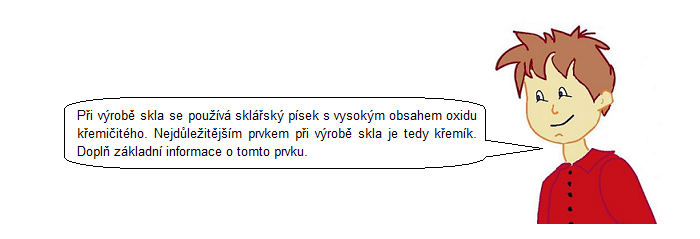 Při výrobě skla se používá sklářský písek s vysokým obsahem oxidu
křemičitého. Nejdůležitějším prvkem při výrobě skla je tedy křemík.
Doplň základní informace o tomto prvku.